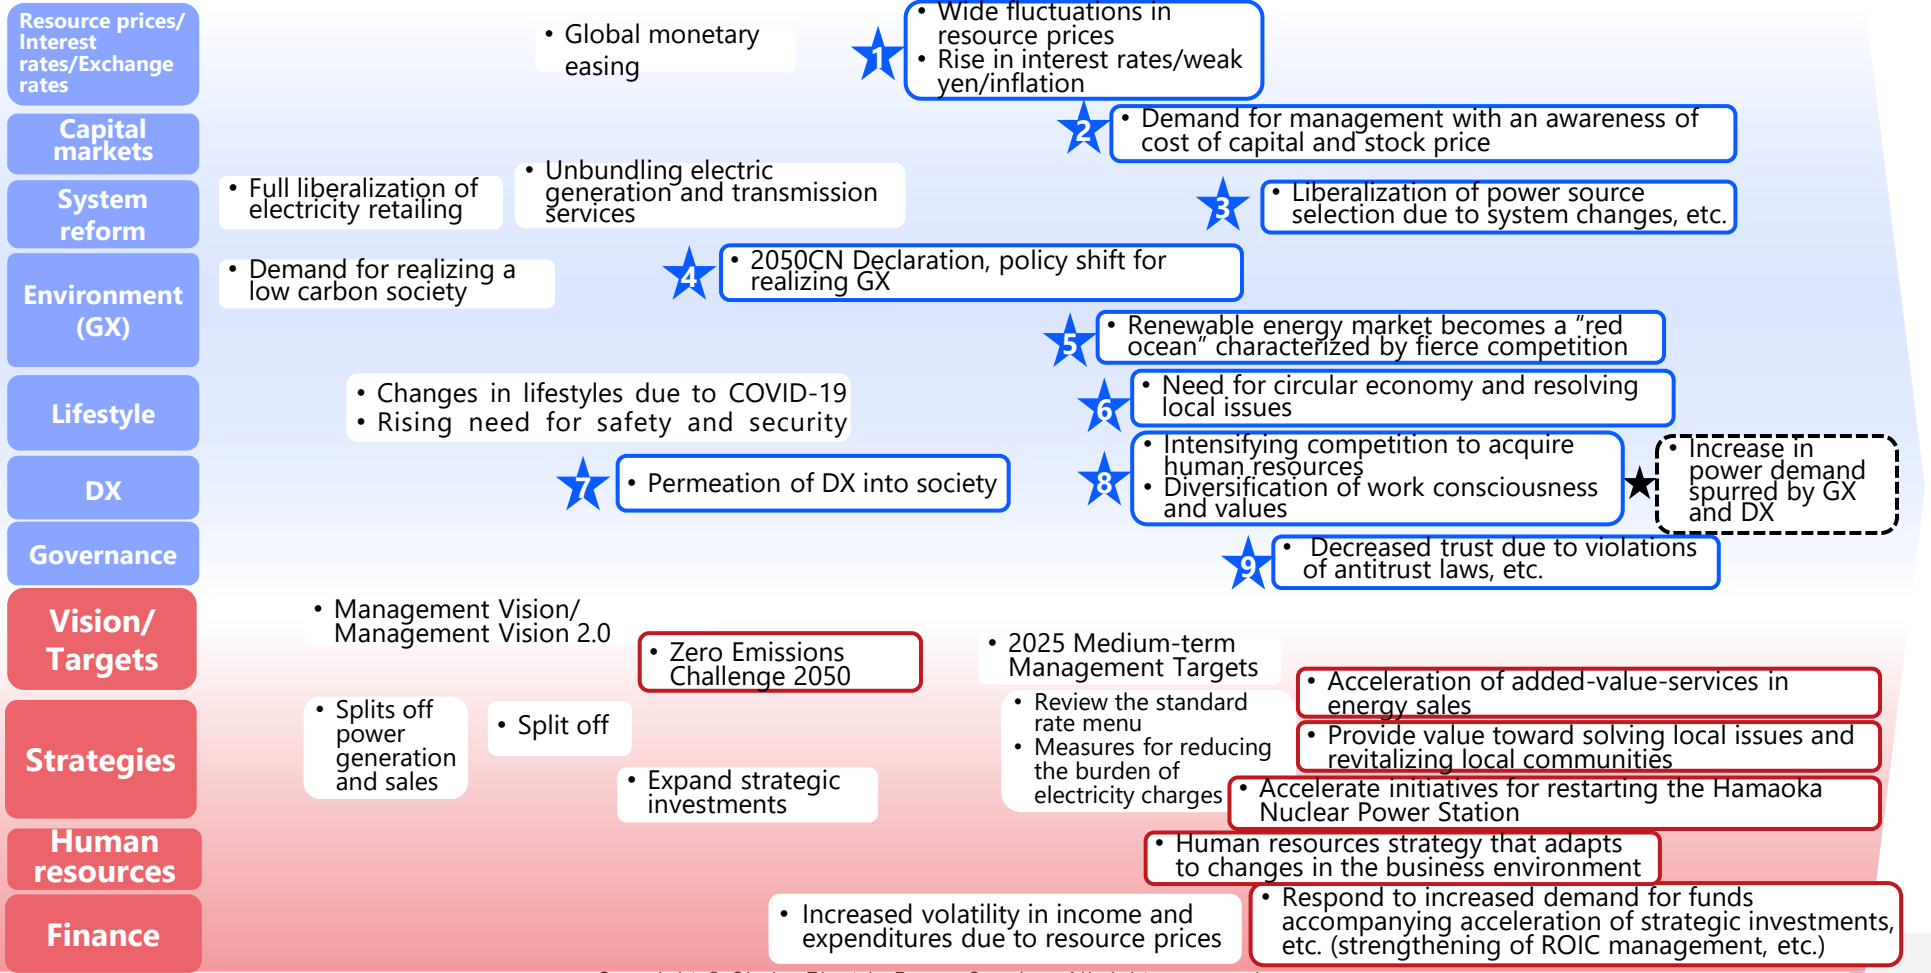 Resource prices/
Interest
rates/Exchange
rates
• Global monetary
easing
1
• Wide fluctuations in
resource prices
• Rise in interest rates/weak
yen/inflation
Capital
markets
2
• Demand for management with an awareness of
cost of capital and stock price
System
reform
• Full liberalization of
electricity retailing
• Unbundling electric
generation and transmission
services
3
• Liberalization of power source
selection due to system changes, etc.
Environment
(GX)
• Demand for realizing a
low carbon society
4
• 2050CN Declaration, policy shift for
realizing GX
5
• Renewable energy market becomes a “red
ocean” characterized by fierce competition
Lifestyle
• Changes in lifestyles due to COVID-19
• Rising need for safety and security
6
• Need for circular economy and resolving
local issues
DX
7
• Permeation of DX into society
8
• Intensifying competition to acquire
human resources
• Diversification of work consciousness
and values
• Increase in
power demand
spurred by GX
and DX
Governance
9
• Decreased trust due to violations
of antitrust laws, etc.
Vision/
Targets
• Management Vision/
Management Vision 2.0
• Zero Emissions
Challenge 2050
• 2025 Medium-term
Management Targets
Strategies
• Splits off
power
generation
and sales
• Split off
• Expand strategic
investments
• Review the standard
rate menu
• Measures for reducing
the burden of
electricity charges
• Acceleration of added-value-services in
energy sales
• Provide value toward solving local issues and
revitalizing local communities
• Accelerate initiatives for restarting the Hamaoka
Nuclear Power Station
Human
resources
• Human resources strategy that adapts
to changes in the business environment
Finance
• Increased volatility in income and
expenditures due to resource prices
• Respond to increased demand for funds
accompanying acceleration of strategic investments,
etc. (strengthening of ROIC management, etc.)